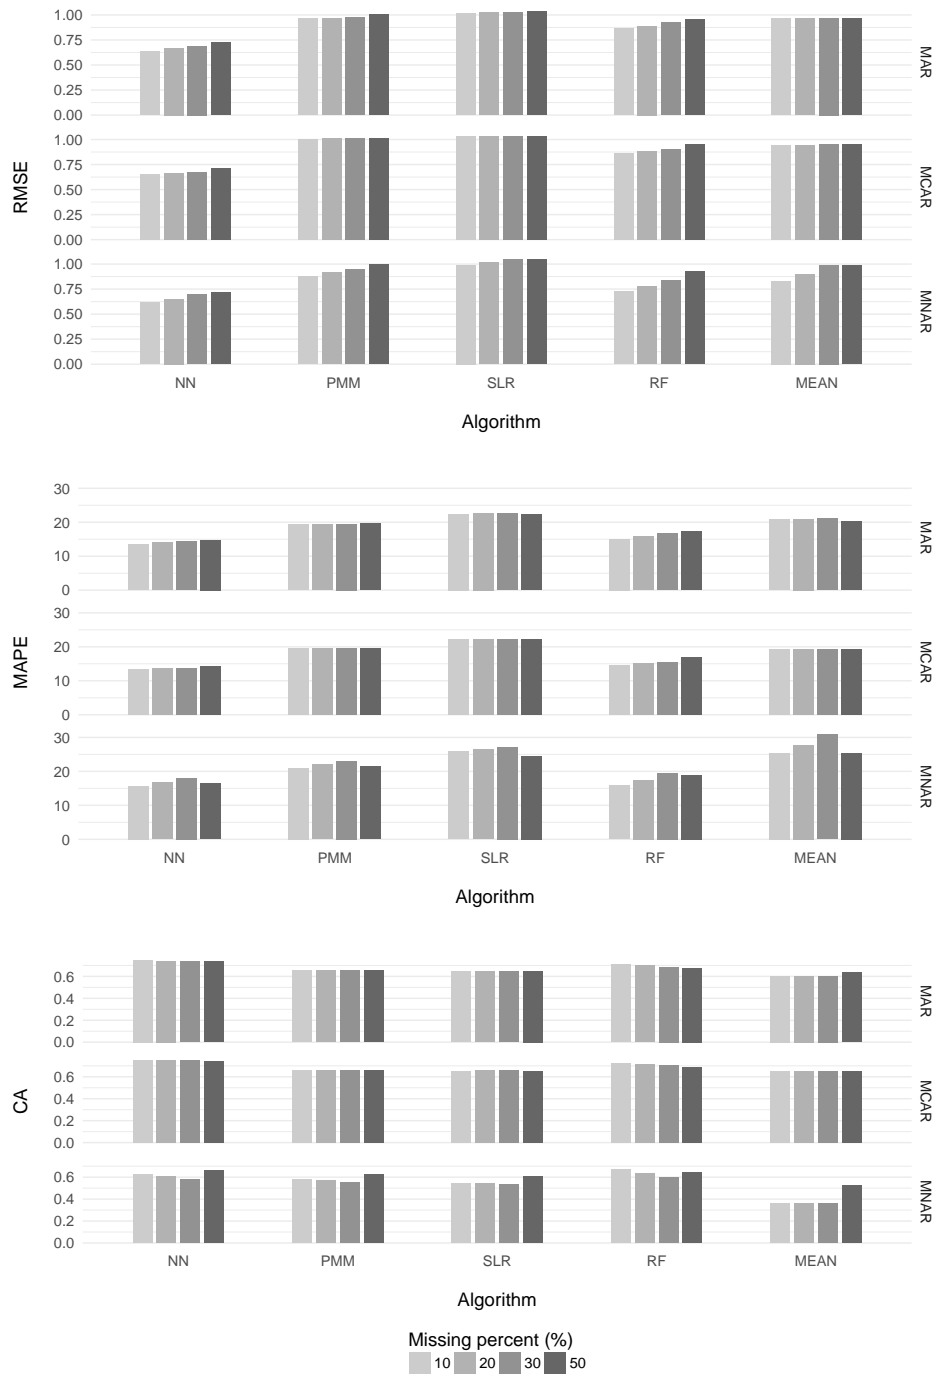 RMSE
1.00
0.75
0.50
0.25
0.00
MAR
1.00
0.75
0.50
0.25
0.00
MCAR
1.00
0.75
0.50
0.25
0.00
MNAR
NN PMM SLR RF MEAN
Algorithm
MAPE
30
20
10
0
MAR
30
20
10
0
MCAR
30
20
10
0
MNAR
NN PMM SLR RF MEAN
Algorithm
CA
0.6
0.4
0.2
0.0
MAR
0.6
0.4
0.2
0.0
MCAR
0.6
0.4
0.2
0.0
MNAR
NN PMM SLR RF MEAN
Algorithm
Missing percent (%)
10 20 30 50